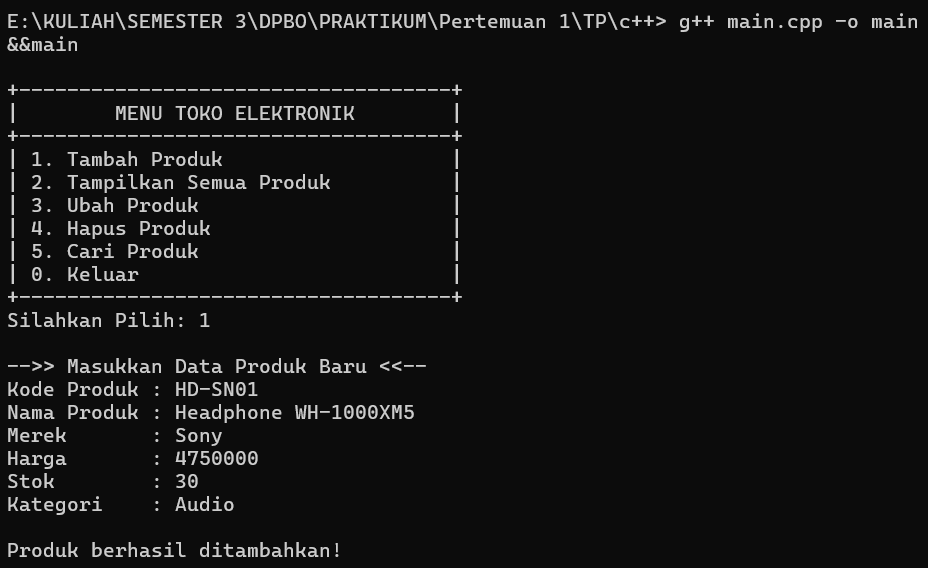 E:\KULIAH\SEMESTER 3\DPBO\PRAKTIKUM\Pertemuan 1\TP\c++> g++ main.cpp -o main
&&main
+------------------------------------+
|        MENU TOKO ELEKTRONIK        |
+------------------------------------+
| 1. Tambah Produk                   |
| 2. Tampilkan Semua Produk          |
| 3. Ubah Produk                     |
| 4. Hapus Produk                    |
| 5. Cari Produk                     |
| 0. Keluar                          |
+------------------------------------+
Silahkan Pilih: 1
-->> Masukkan Data Produk Baru <<--
Kode Produk : HD-SN01
Nama Produk : Headphone WH-1000XM5
Merek       : Sony
Harga       : 4750000
Stok        : 30
Kategori    : Audio
Produk berhasil ditambahkan!